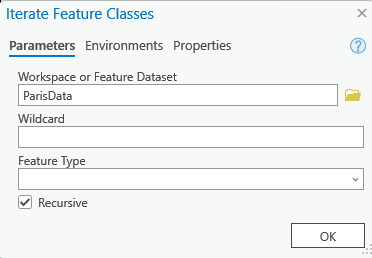 Iterate Feature Classes
Parameters Environments Properties
Workspace or Feature Dataset
ParisData
Wildcard
Feature Type
Recursive
OK